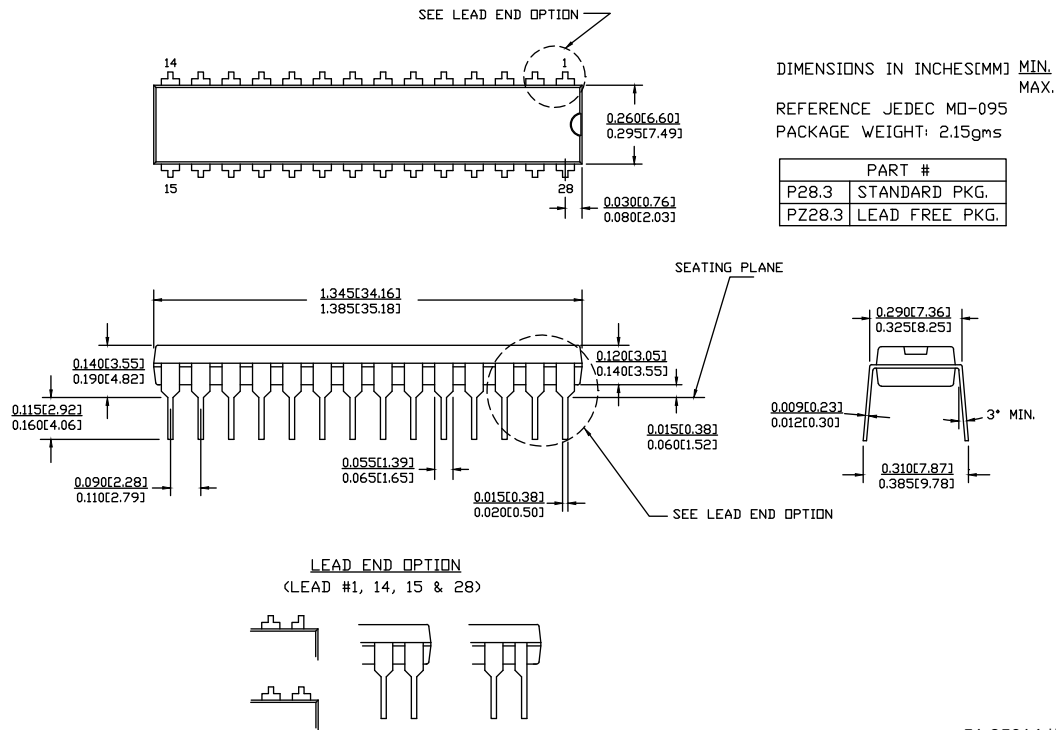 SEE LEAD END OPTION
14
1
DIMENSIONS IN INCHES[MM] MIN.
MAX.
REFERENCE JEDEC MO-095
PACKAGE WEIGHT: 2.15gms
0.260[6.60]
0.295[7.49]
PART #
P28.3 STANDARD PKG.
PZ28.3 LEAD FREE PKG.
15
28
0.030[0.76]
0.080[2.03]
SEATING PLANE
1.345[34.16]
1.385[35.18]
0.290[7.36]
0.325[8.25]
0.140[3.55]
0.190[4.82]
0.120[3.05]
0.140[3.55]
0.115[2.92]
0.160[4.06]
0.009[0.23]
0.012[0.30]
3° MIN.
0.015[0.38]
0.060[1.52]
0.055[1.39]
0.065[1.65]
0.090[2.28]
0.110[2.79]
0.310[7.87]
0.385[9.78]
0.015[0.38]
0.020[0.50]
SEE LEAD END OPTION
LEAD END OPTION
(LEAD #1, 14, 15 & 28)